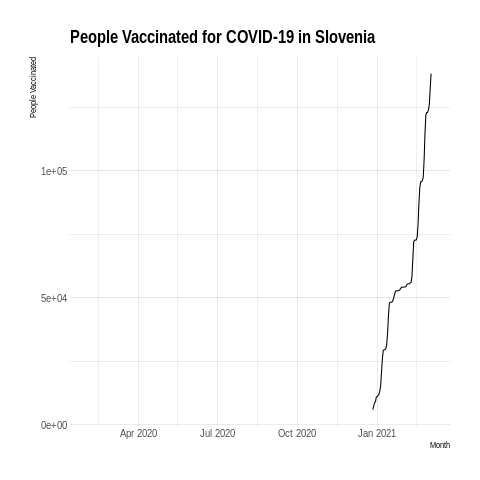 People Vaccinated for COVID-19 in Slovenia
People Vaccinated
1e+05
5e+04
0e+00
Apr 2020 Jul 2020 Oct 2020 Jan 2021
Month